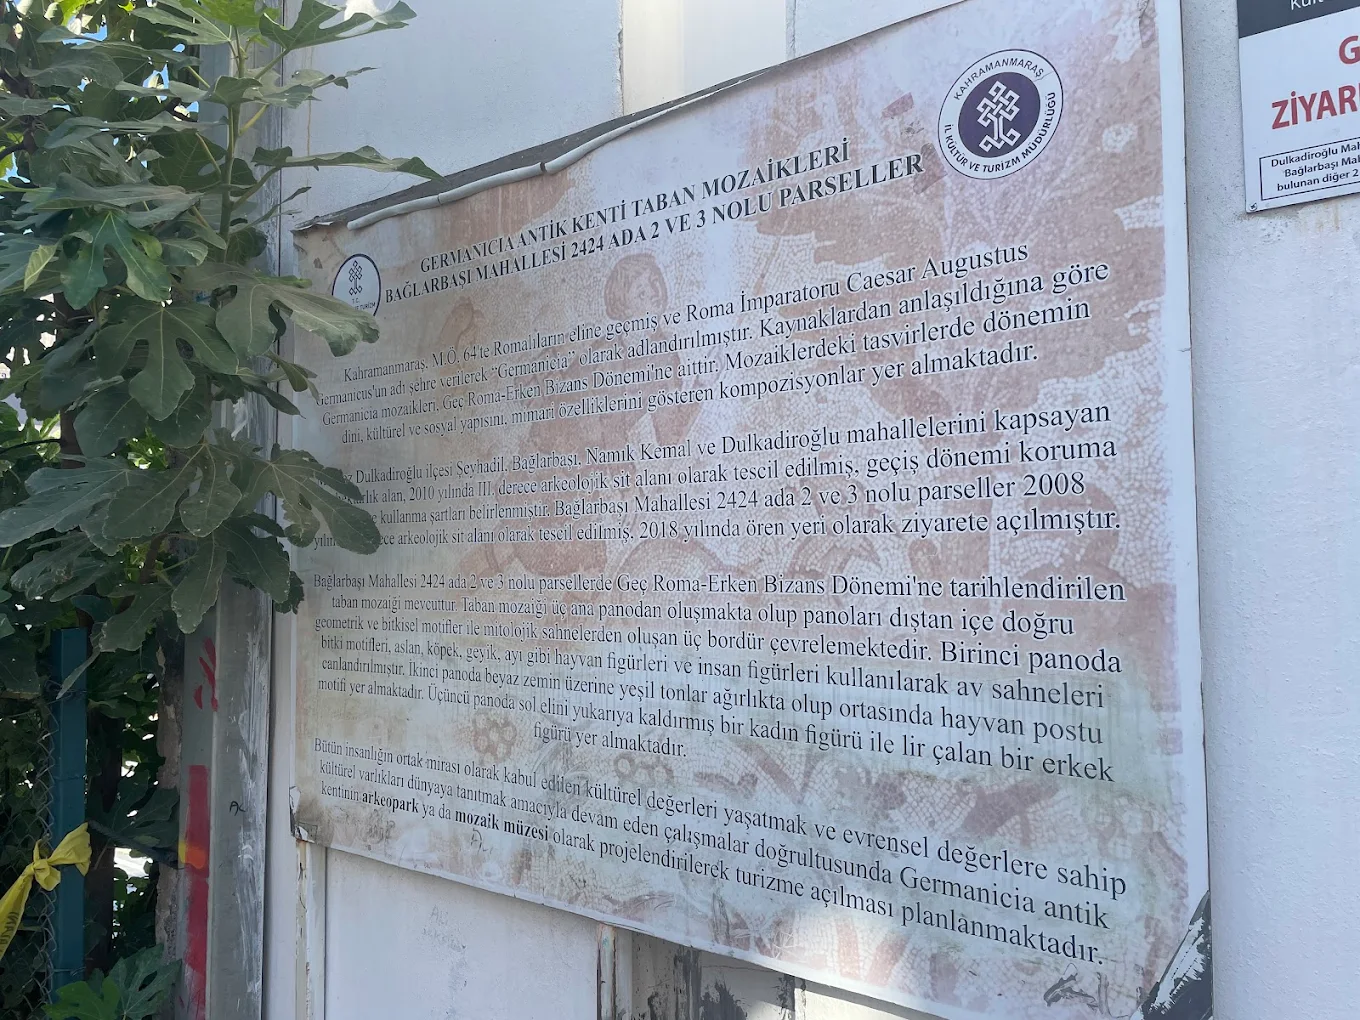 KAHRAMANMARAŞ
İL KÜLTÜR VE TURİZM MÜDÜRLÜĞÜ
GERMANICIA ANTİK KENTİ TABAN MOZAİKLERİ
BAĞLARBAŞI MAHALLESİ 2424 ADA 2 VE 3 NOLU PARSELLER
T.C.
Kahramanmaraş, M.Ö. 64'te Romalıların eline geçmiş ve Roma İmparatoru Caesar Augustus
Germanicus'un adı şehre verilerek "Germanicia" olarak adlandırılmıştır. Kaynaklardan anlaşıldığına göre
Germanicia mozaikleri, Geç Roma-Erken Bizans Dönemi'ne aittir. Mozaiklerdeki tasvirlerde dönemin
dini, kültürel ve sosyal yapısını, mimari özelliklerini gösteren kompozisyonlar yer almaktadır.
Dulkadiroğlu ilçesi Şeyhadil, Bağlarbaşı, Namık Kemal ve Dulkadiroğlu mahallelerini kapsayan
alan, 2010 yılında III. derece arkeolojik sit alanı olarak tescil edilmiş, geçiş dönemi koruma
kullanma şartları belirlenmiştir. Bağlarbaşı Mahallesi 2424 ada 2 ve 3 nolu parseller 2008
arkeolojik sit alanı olarak tescil edilmiş, 2018 yılında ören yeri olarak ziyarete açılmıştır.
Bağlarbaşı Mahallesi 2424 ada 2 ve 3 nolu parsellerde Geç Roma-Erken Bizans Dönemi'ne tarihlendirilen
taban mozaiği mevcuttur. Taban mozaiği üç ana panodan oluşmakta olup panoları dıştan içe doğru
geometrik ve bitkisel motifler ile mitolojik sahnelerden oluşan üç bordür çevrelemektedir. Birinci panoda
bitki motifleri, aslan, köpek, geyik, ayı gibi hayvan figürleri ve insan figürleri kullanılarak av sahneleri
canlandırılmıştır. İkinci panoda beyaz zemin üzerine yeşil tonlar ağırlıkta olup ortasında hayvan postu
motifi yer almaktadır. Üçüncü panoda sol elini yukarıya kaldırmış bir kadın figürü ile lir çalan bir erkek
figürü yer almaktadır.
Bütün insanlığın ortak mirası olarak kabul edilen kültürel değerleri yaşatmak ve evrensel değerlere sahip
kültürel varlıkları dünyaya tanıtmak amacıyla devam eden çalışmalar doğrultusunda Germanicia antik
kentinin arkeopark ya da mozaik müzesi olarak projelendirilerek turizme açılması planlanmaktadır.
G
ZİYAR
Dulkadiroğlu Mah
Bağlarbaşı Mal
bulunan diğer 2